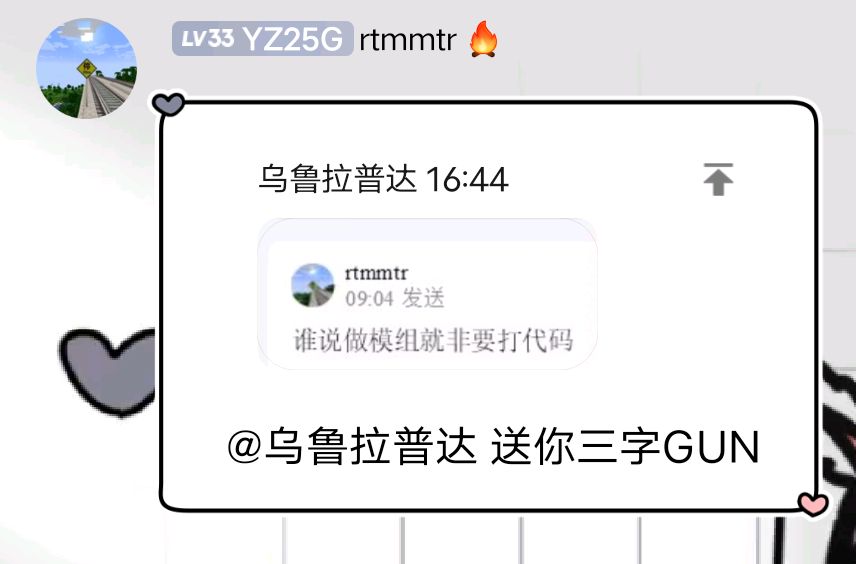 LV33 YZ25G rtmmtr 🔥
乌鲁拉普达 16:44
rtmmtr
09:04 发送
谁说做模组就非要打代码
@乌鲁拉普达 送你三字GUN